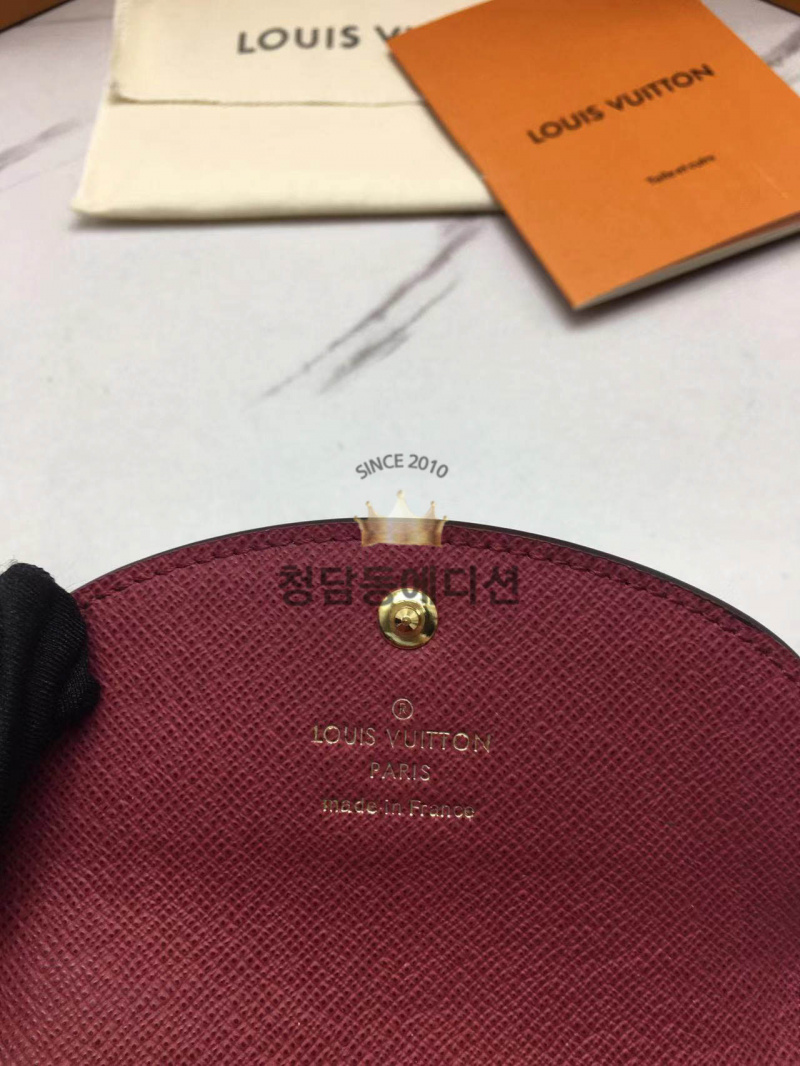 LOUIS V
LOUIS VUITTON
Toile et cuir
SINCE 2010
청담동에디션
®
LOUIS VUITTON
PARIS
made in France